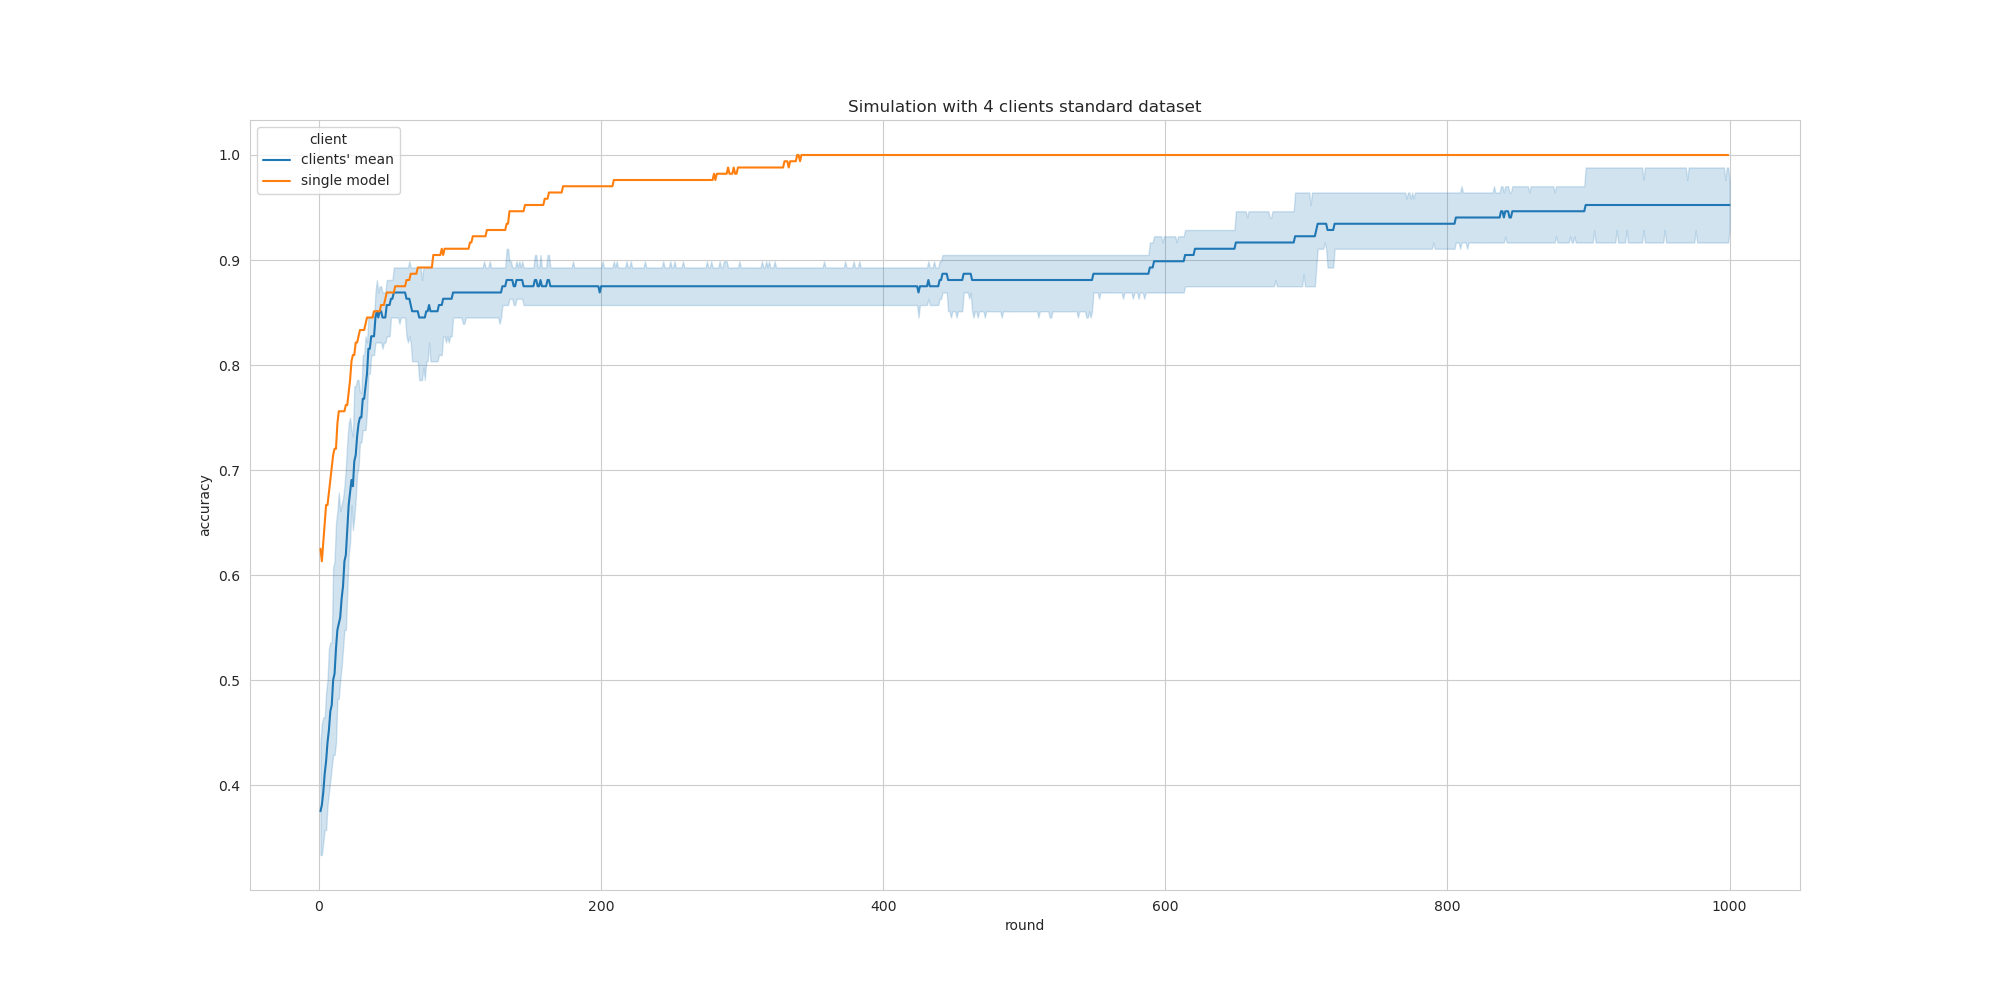 Simulation with 4 clients standard dataset
client
clients' mean
single model
accuracy
1.0
0.9
0.8
0.7
0.6
0.5
0.4
0
200
400
600
800
1000
round